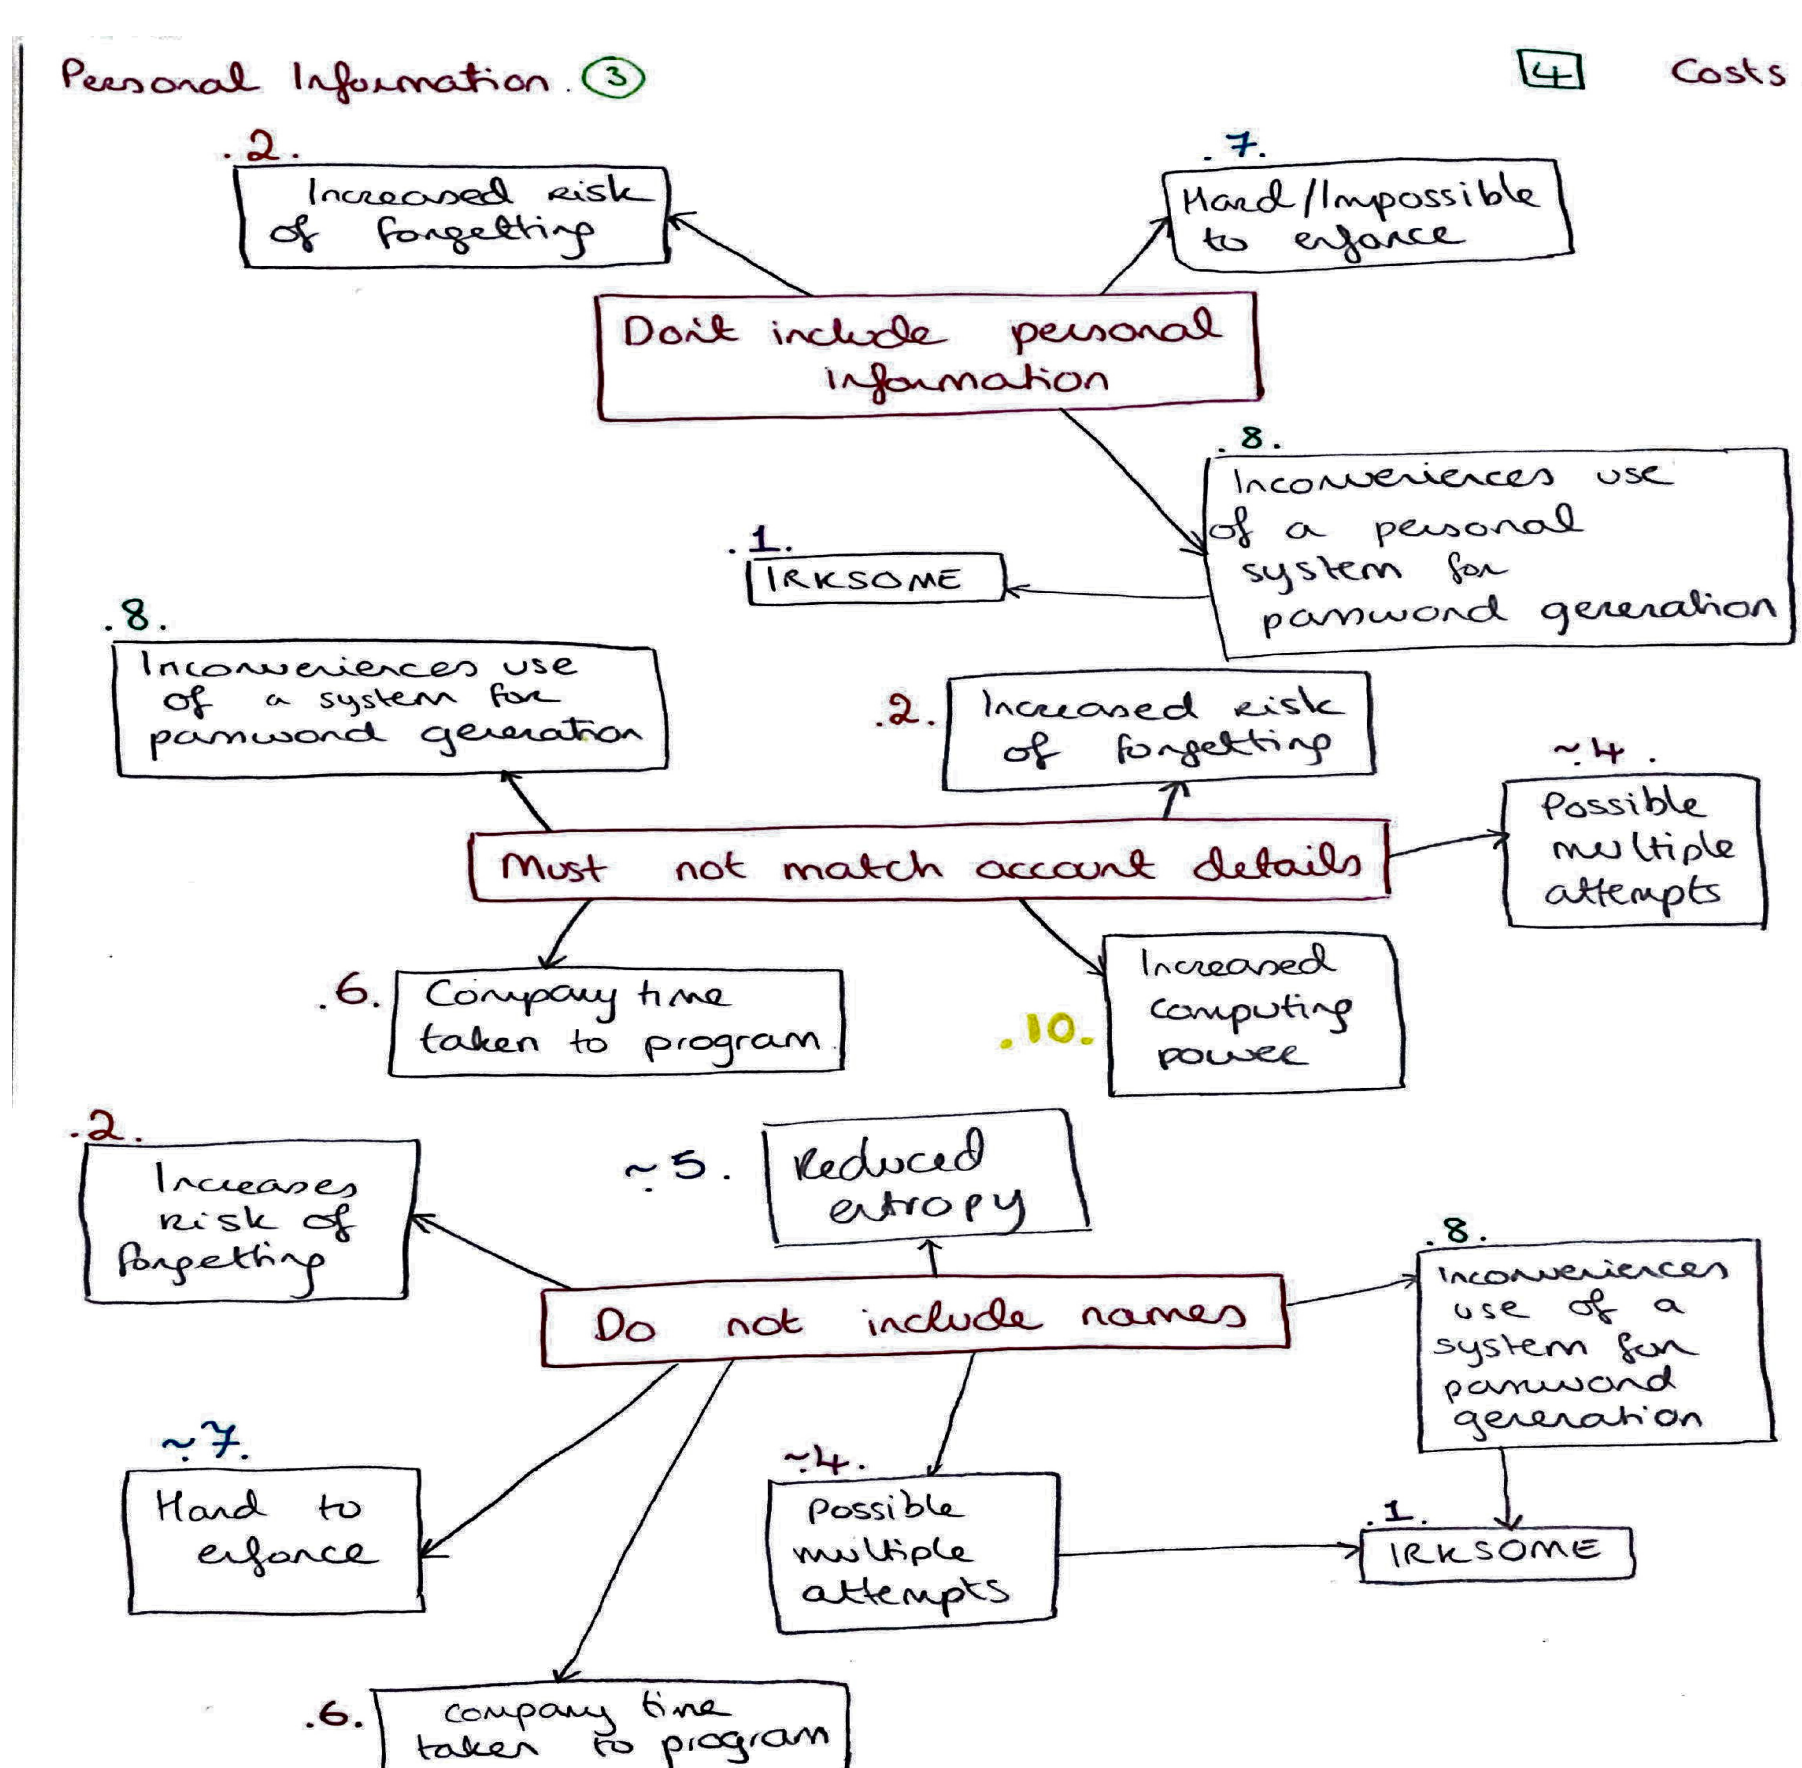 Personal Information. 3
4 Costs
.2.
Increased risk
of forgetting
.7.
Hard/Impossible
to enforce
Don't include personal
information
.8.
Inconveniences use
of a personal
system for
password generation
.1.
IRKSOME
.8.
Inconveniences use
of a system for
password generation
.2.
Increased risk
of forgetting
~.4.
Possible
multiple
attempts
Must not match account details
.6.
Company time
taken to program.
.10.
Increased
computing
power
.2.
Increases
risk of
forgetting
~.5.
Reduced
entropy
.8.
inconveniences
use of a
system for
password
generation
Do not include names
~.7.
Hard to
enforce
~.4.
Possible
multiple
attempts
.1.
IRKSOME
.6.
company time
taken to program